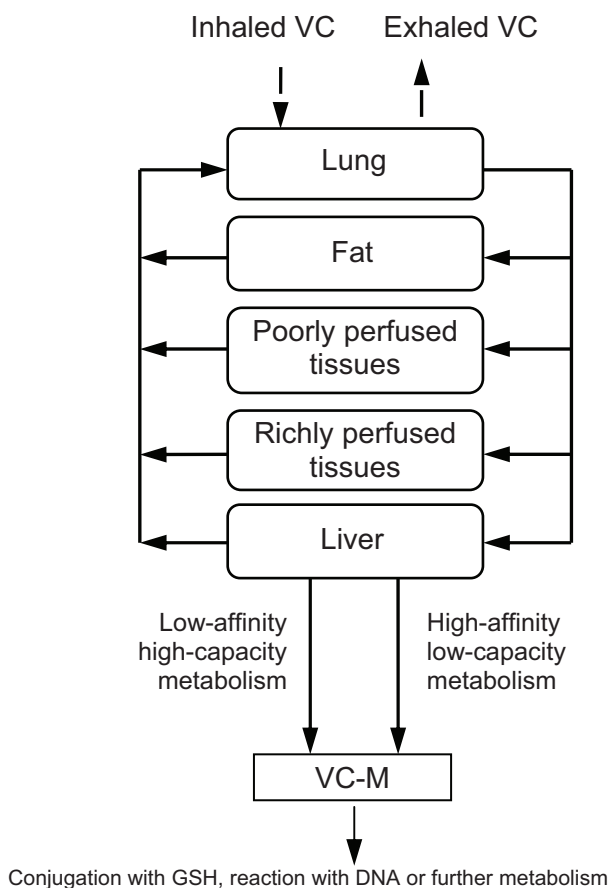 Inhaled VC
Exhaled VC
Lung
Fat
Poorly perfused
tissues
Richly perfused
tissues
Liver
Low-affinity
high-capacity
metabolism
High-affinity
low-capacity
metabolism
VC-M
Conjugation with GSH, reaction with DNA or further metabolism